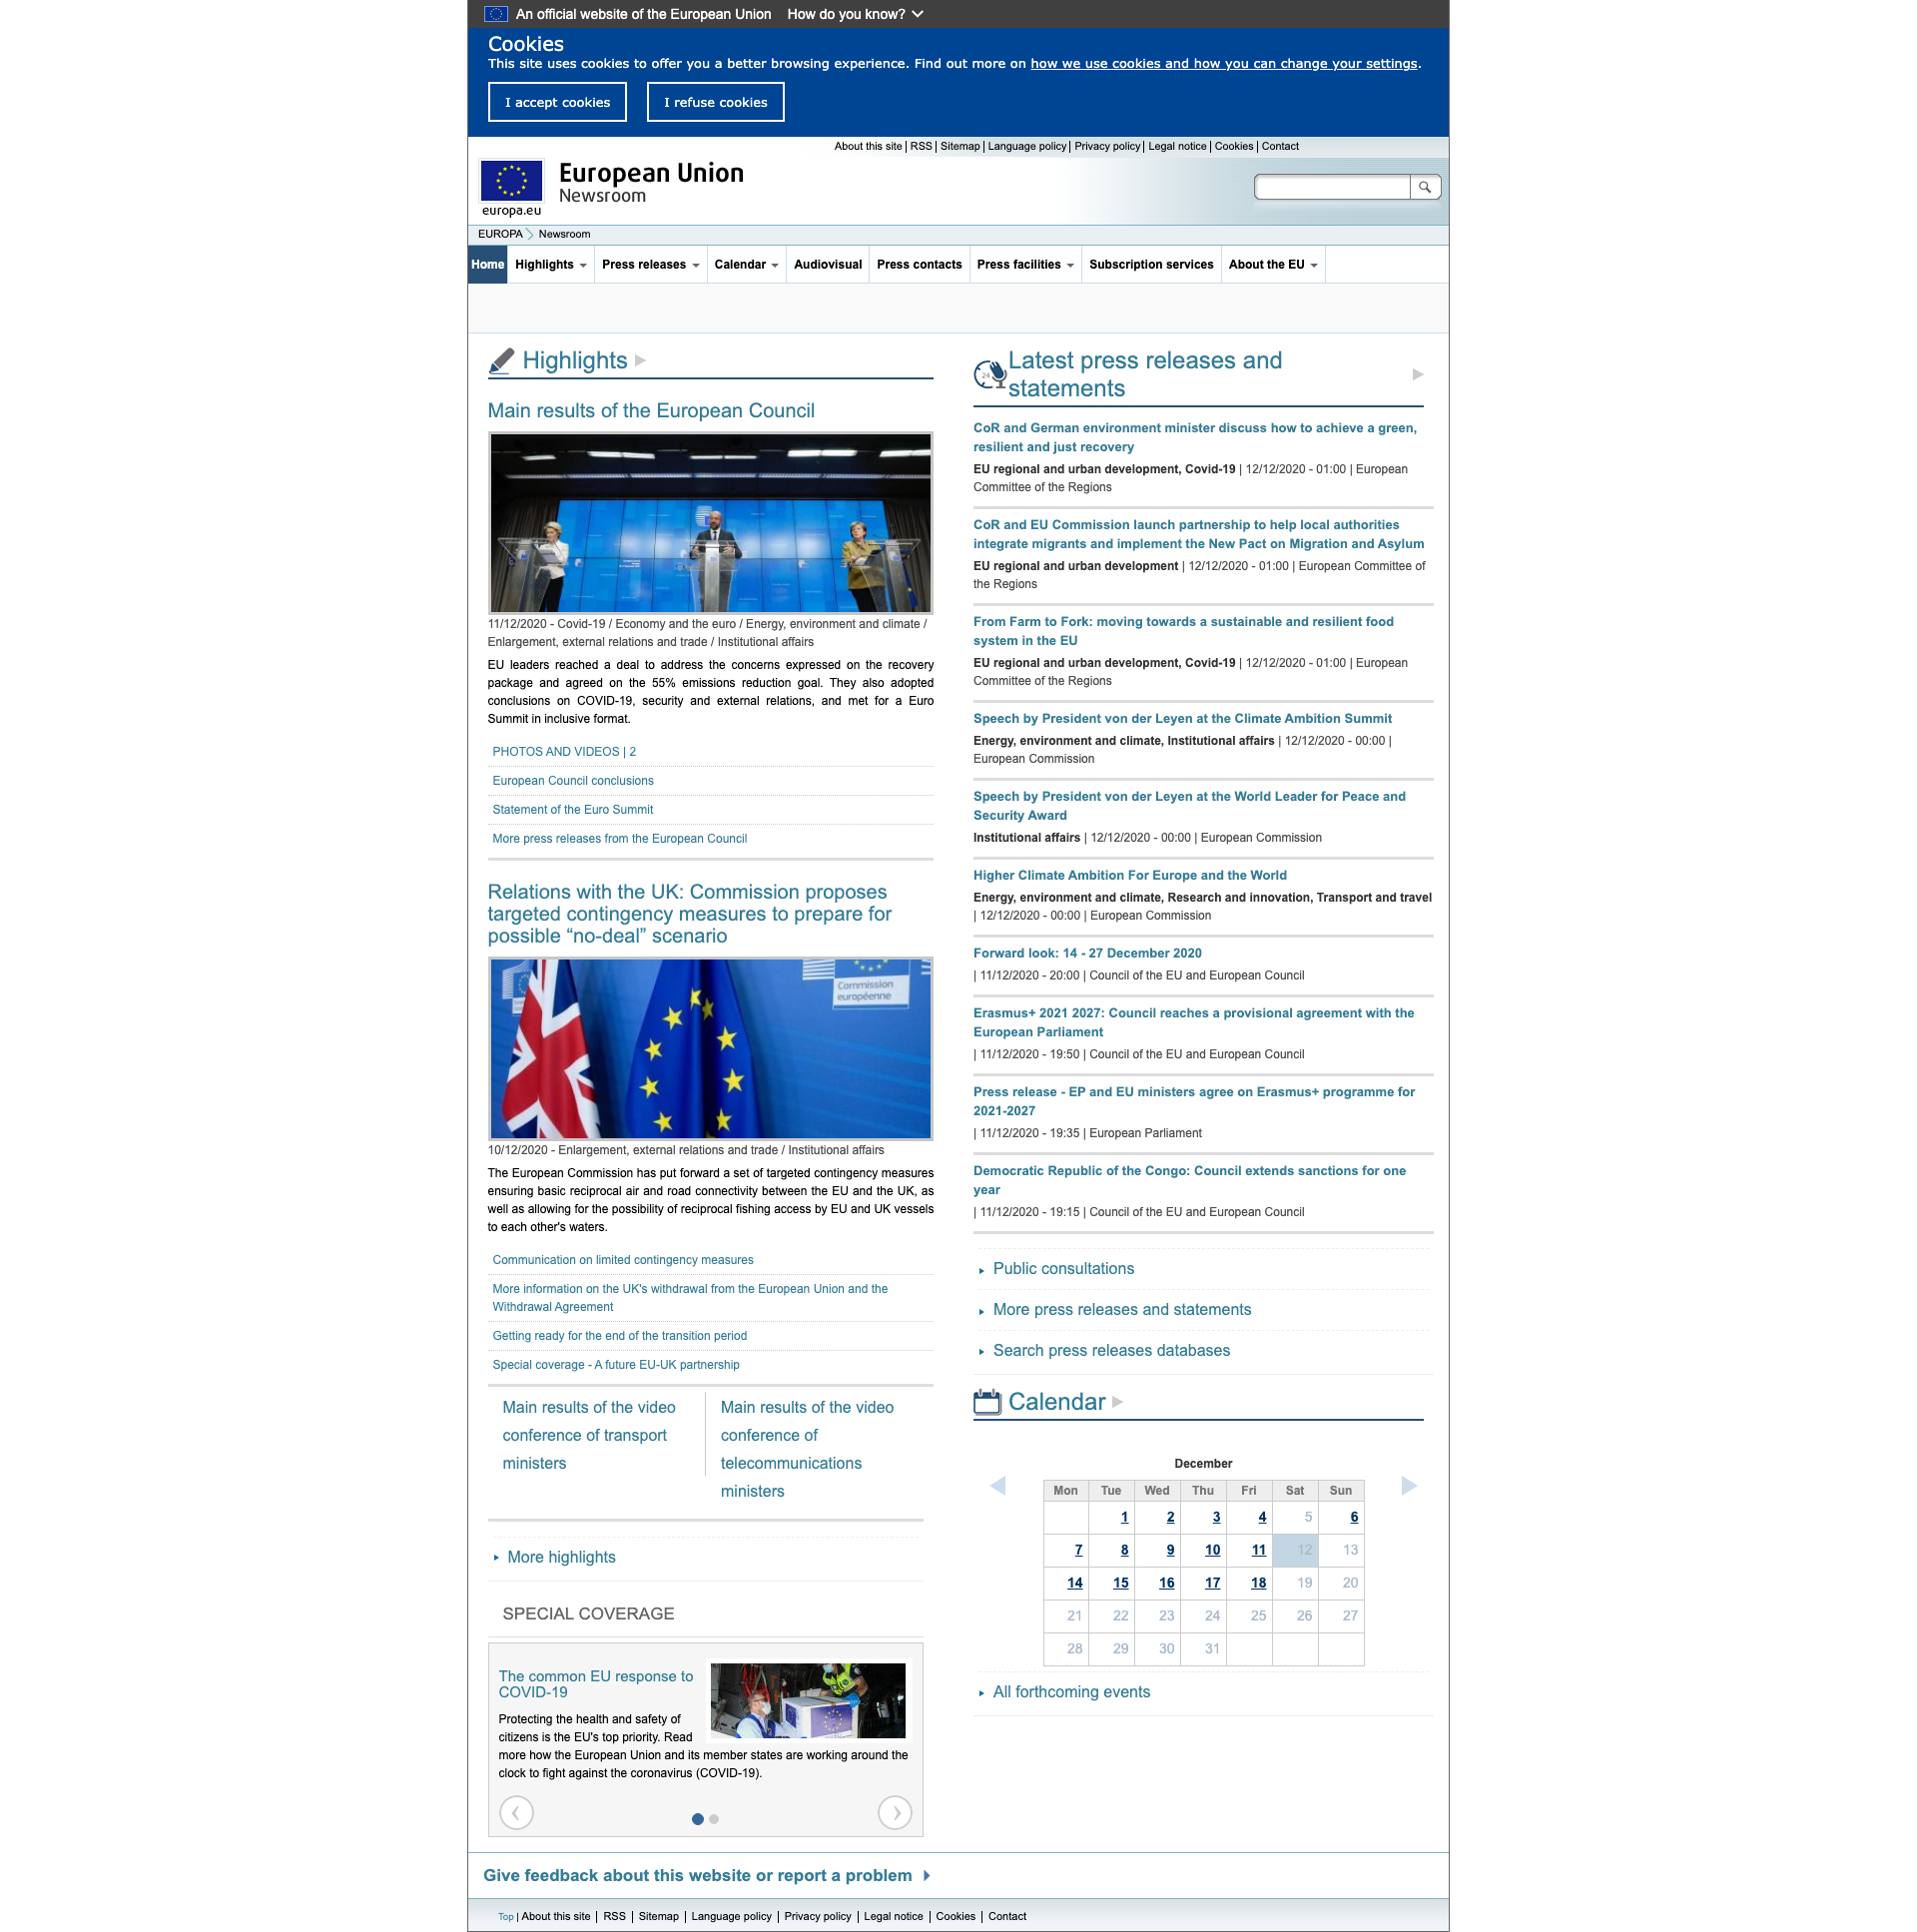 An official website of the European Union How do you know?
Cookies
This site uses cookies to offer you a better browsing experience. Find out more on how we use cookies and how you can change your settings.
I accept cookies I refuse cookies
About this site | RSS | Sitemap | Language policy | Privacy policy | Legal notice | Cookies | Contact
European Union
Newsroom
europa.eu
EUROPA Newsroom
Home Highlights Press releases Calendar Audiovisual Press contacts Press facilities Subscription services About the EU
Highlights
Main results of the European Council
11/12/2020 - Covid-19 / Economy and the euro / Energy, environment and climate /
Enlargement, external relations and trade / Institutional affairs
EU leaders reached a deal to address the concerns expressed on the recovery
package and agreed on the 55% emissions reduction goal. They also adopted
conclusions on COVID-19, security and external relations, and met for a Euro
Summit in inclusive format.
PHOTOS AND VIDEOS | 2
European Council conclusions
Statement of the Euro Summit
More press releases from the European Council
Relations with the UK: Commission proposes
targeted contingency measures to prepare for
possible “no-deal” scenario
Commission
européenne
10/12/2020 - Enlargement, external relations and trade / Institutional affairs
The European Commission has put forward a set of targeted contingency measures
ensuring basic reciprocal air and road connectivity between the EU and the UK, as
well as allowing for the possibility of reciprocal fishing access by EU and UK vessels
to each other's waters.
Communication on limited contingency measures
More information on the UK's withdrawal from the European Union and the
Withdrawal Agreement
Getting ready for the end of the transition period
Special coverage - A future EU-UK partnership
Main results of the video
conference of transport
ministers
Main results of the video
conference of
telecommunications
ministers
More highlights
SPECIAL COVERAGE
The common EU response to
COVID-19
Protecting the health and safety of
citizens is the EU's top priority. Read
more how the European Union and its member states are working around the
clock to fight against the coronavirus (COVID-19).
Latest press releases and
statements
24
CoR and German environment minister discuss how to achieve a green,
resilient and just recovery
EU regional and urban development, Covid-19 | 12/12/2020 - 01:00 | European
Committee of the Regions
CoR and EU Commission launch partnership to help local authorities
integrate migrants and implement the New Pact on Migration and Asylum
EU regional and urban development | 12/12/2020 - 01:00 | European Committee of
the Regions
From Farm to Fork: moving towards a sustainable and resilient food
system in the EU
EU regional and urban development, Covid-19 | 12/12/2020 - 01:00 | European
Committee of the Regions
Speech by President von der Leyen at the Climate Ambition Summit
Energy, environment and climate, Institutional affairs | 12/12/2020 - 00:00 |
European Commission
Speech by President von der Leyen at the World Leader for Peace and
Security Award
Institutional affairs | 12/12/2020 - 00:00 | European Commission
Higher Climate Ambition For Europe and the World
Energy, environment and climate, Research and innovation, Transport and travel
| 12/12/2020 - 00:00 | European Commission
Forward look: 14 - 27 December 2020
| 11/12/2020 - 20:00 | Council of the EU and European Council
Erasmus+ 2021 2027: Council reaches a provisional agreement with the
European Parliament
| 11/12/2020 - 19:50 | Council of the EU and European Council
Press release - EP and EU ministers agree on Erasmus+ programme for
2021-2027
| 11/12/2020 - 19:35 | European Parliament
Democratic Republic of the Congo: Council extends sanctions for one
year
| 11/12/2020 - 19:15 | Council of the EU and European Council
Public consultations
More press releases and statements
Search press releases databases
Calendar
December
Mon Tue Wed Thu Fri Sat Sun
1 2 3 4 5 6
7 8 9 10 11 12 13
14 15 16 17 18 19 20
21 22 23 24 25 26 27
28 29 30 31
All forthcoming events
Give feedback about this website or report a problem
Top | About this site | RSS | Sitemap | Language policy | Privacy policy | Legal notice | Cookies | Contact